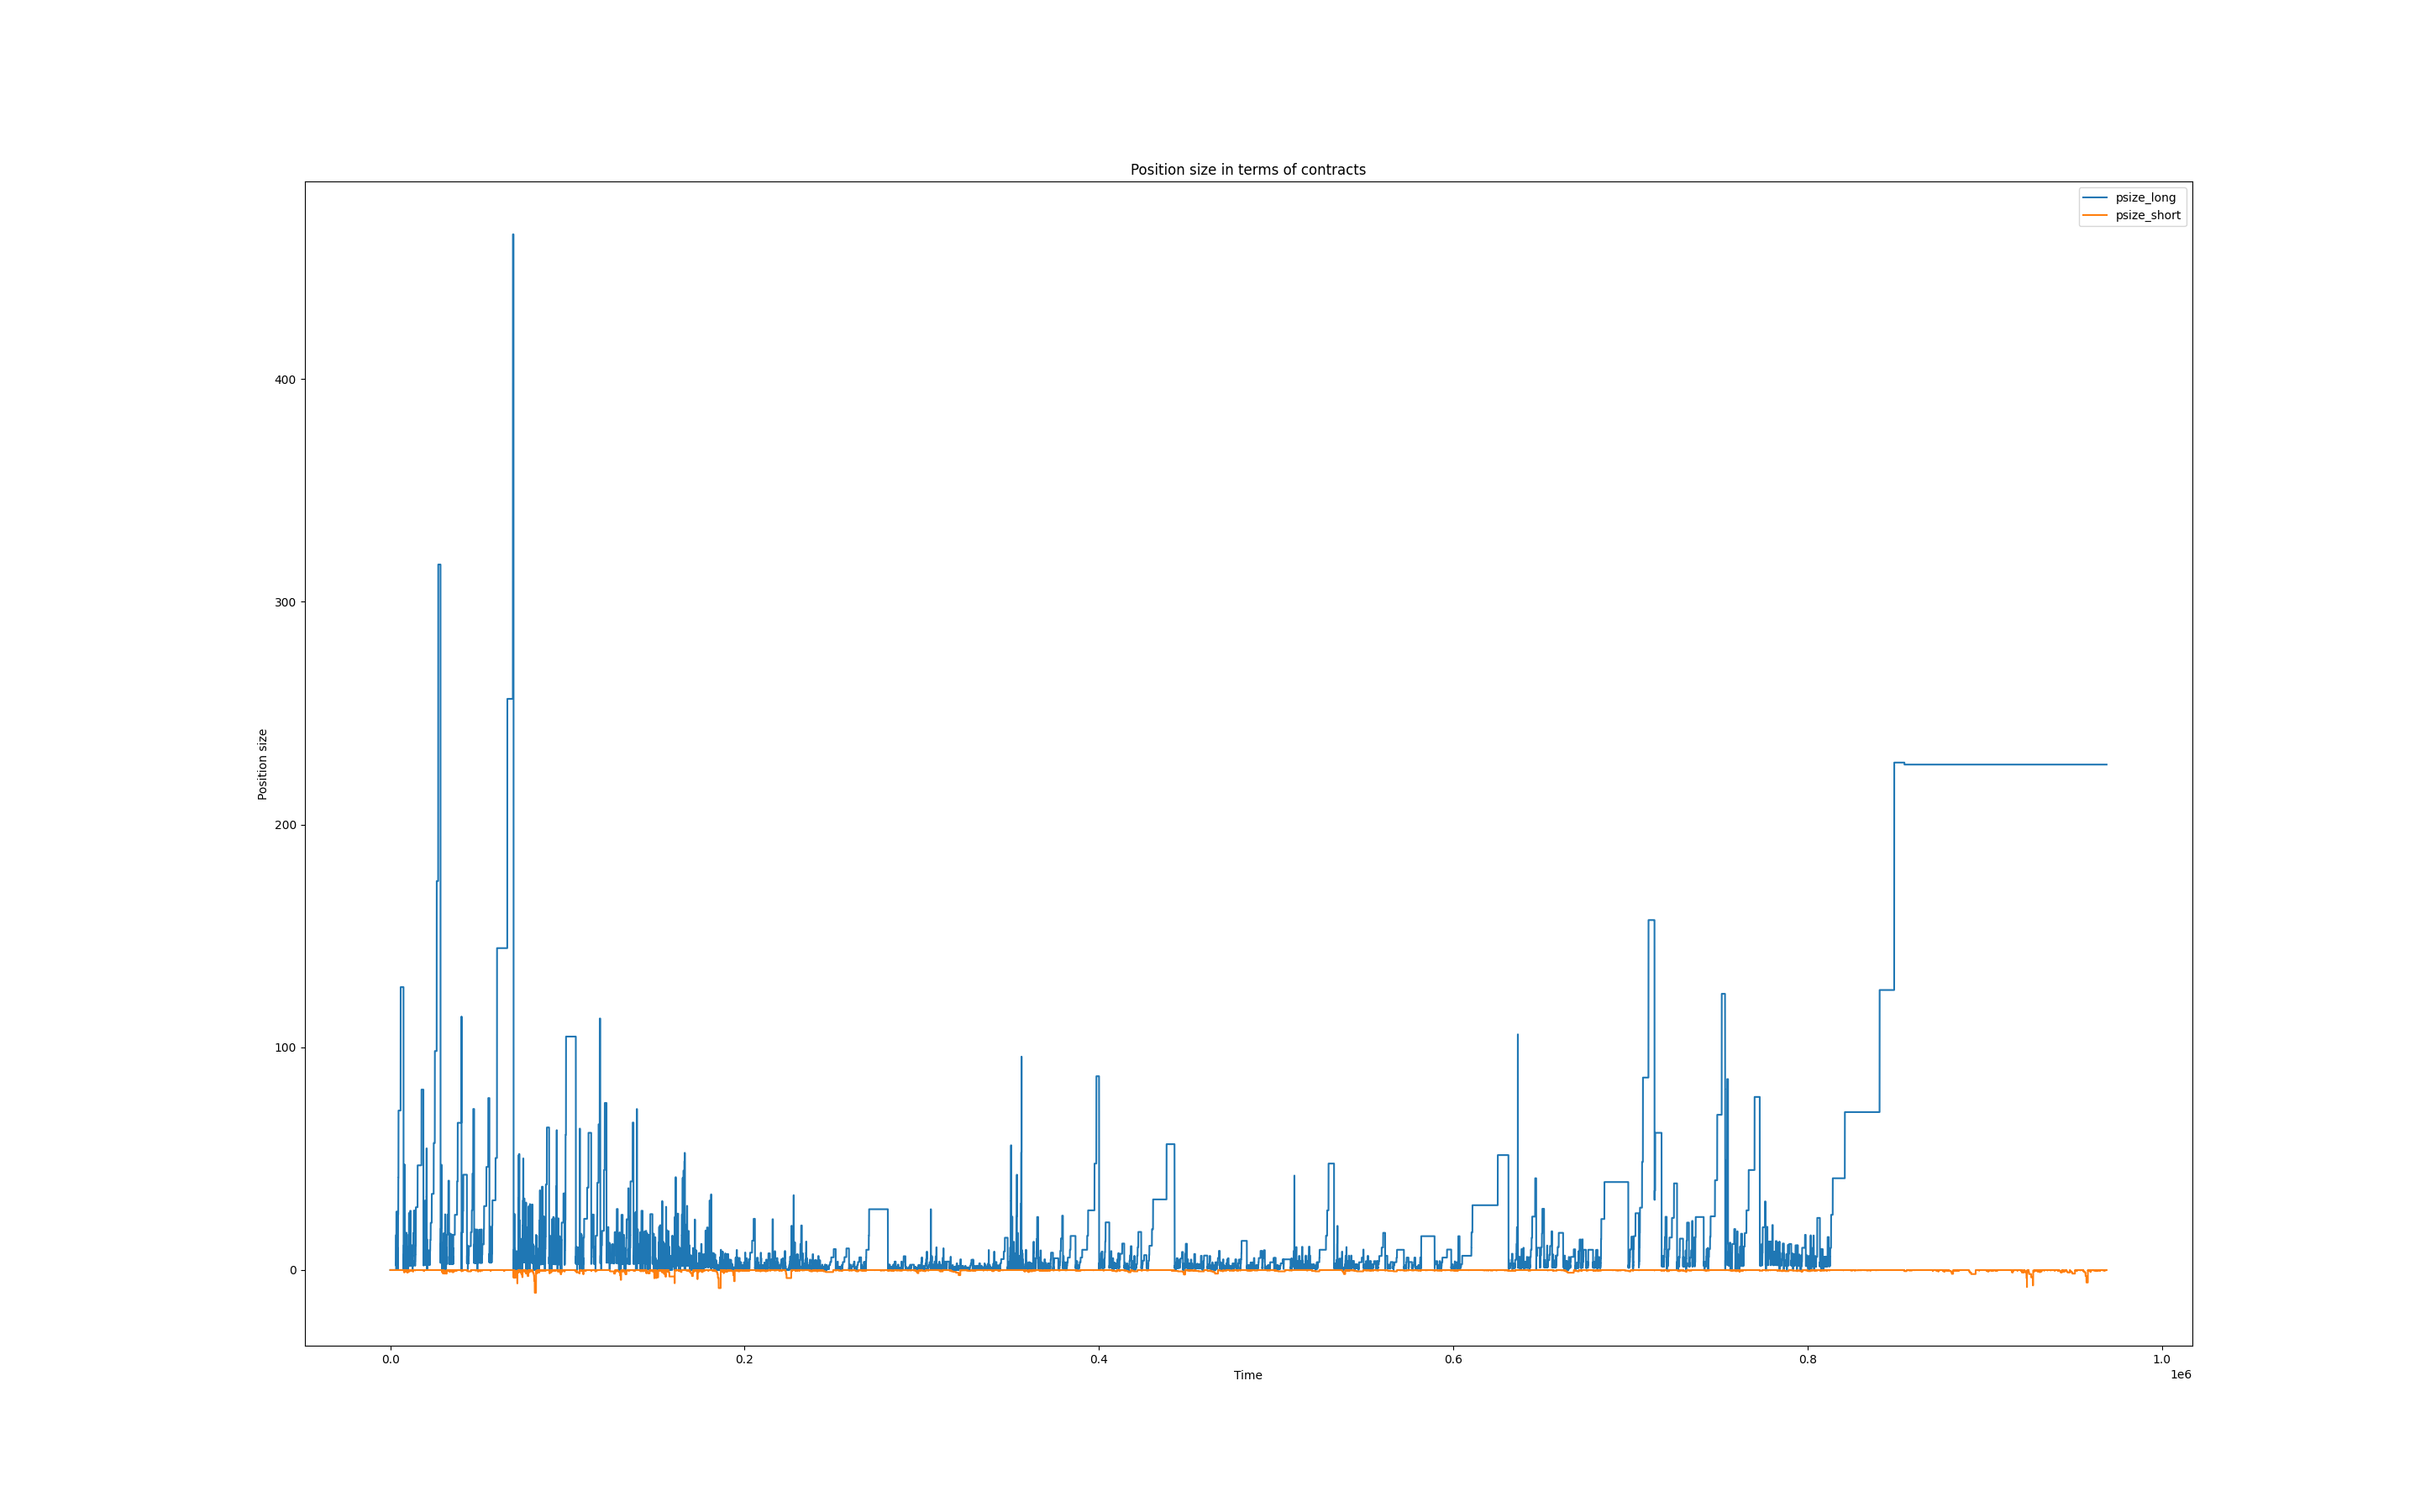 Position size in terms of contracts
psize_long
psize_short
Position size
400
300
200
100
0
0.0
0.2
0.4
0.6
0.8
1.0
1e6
Time